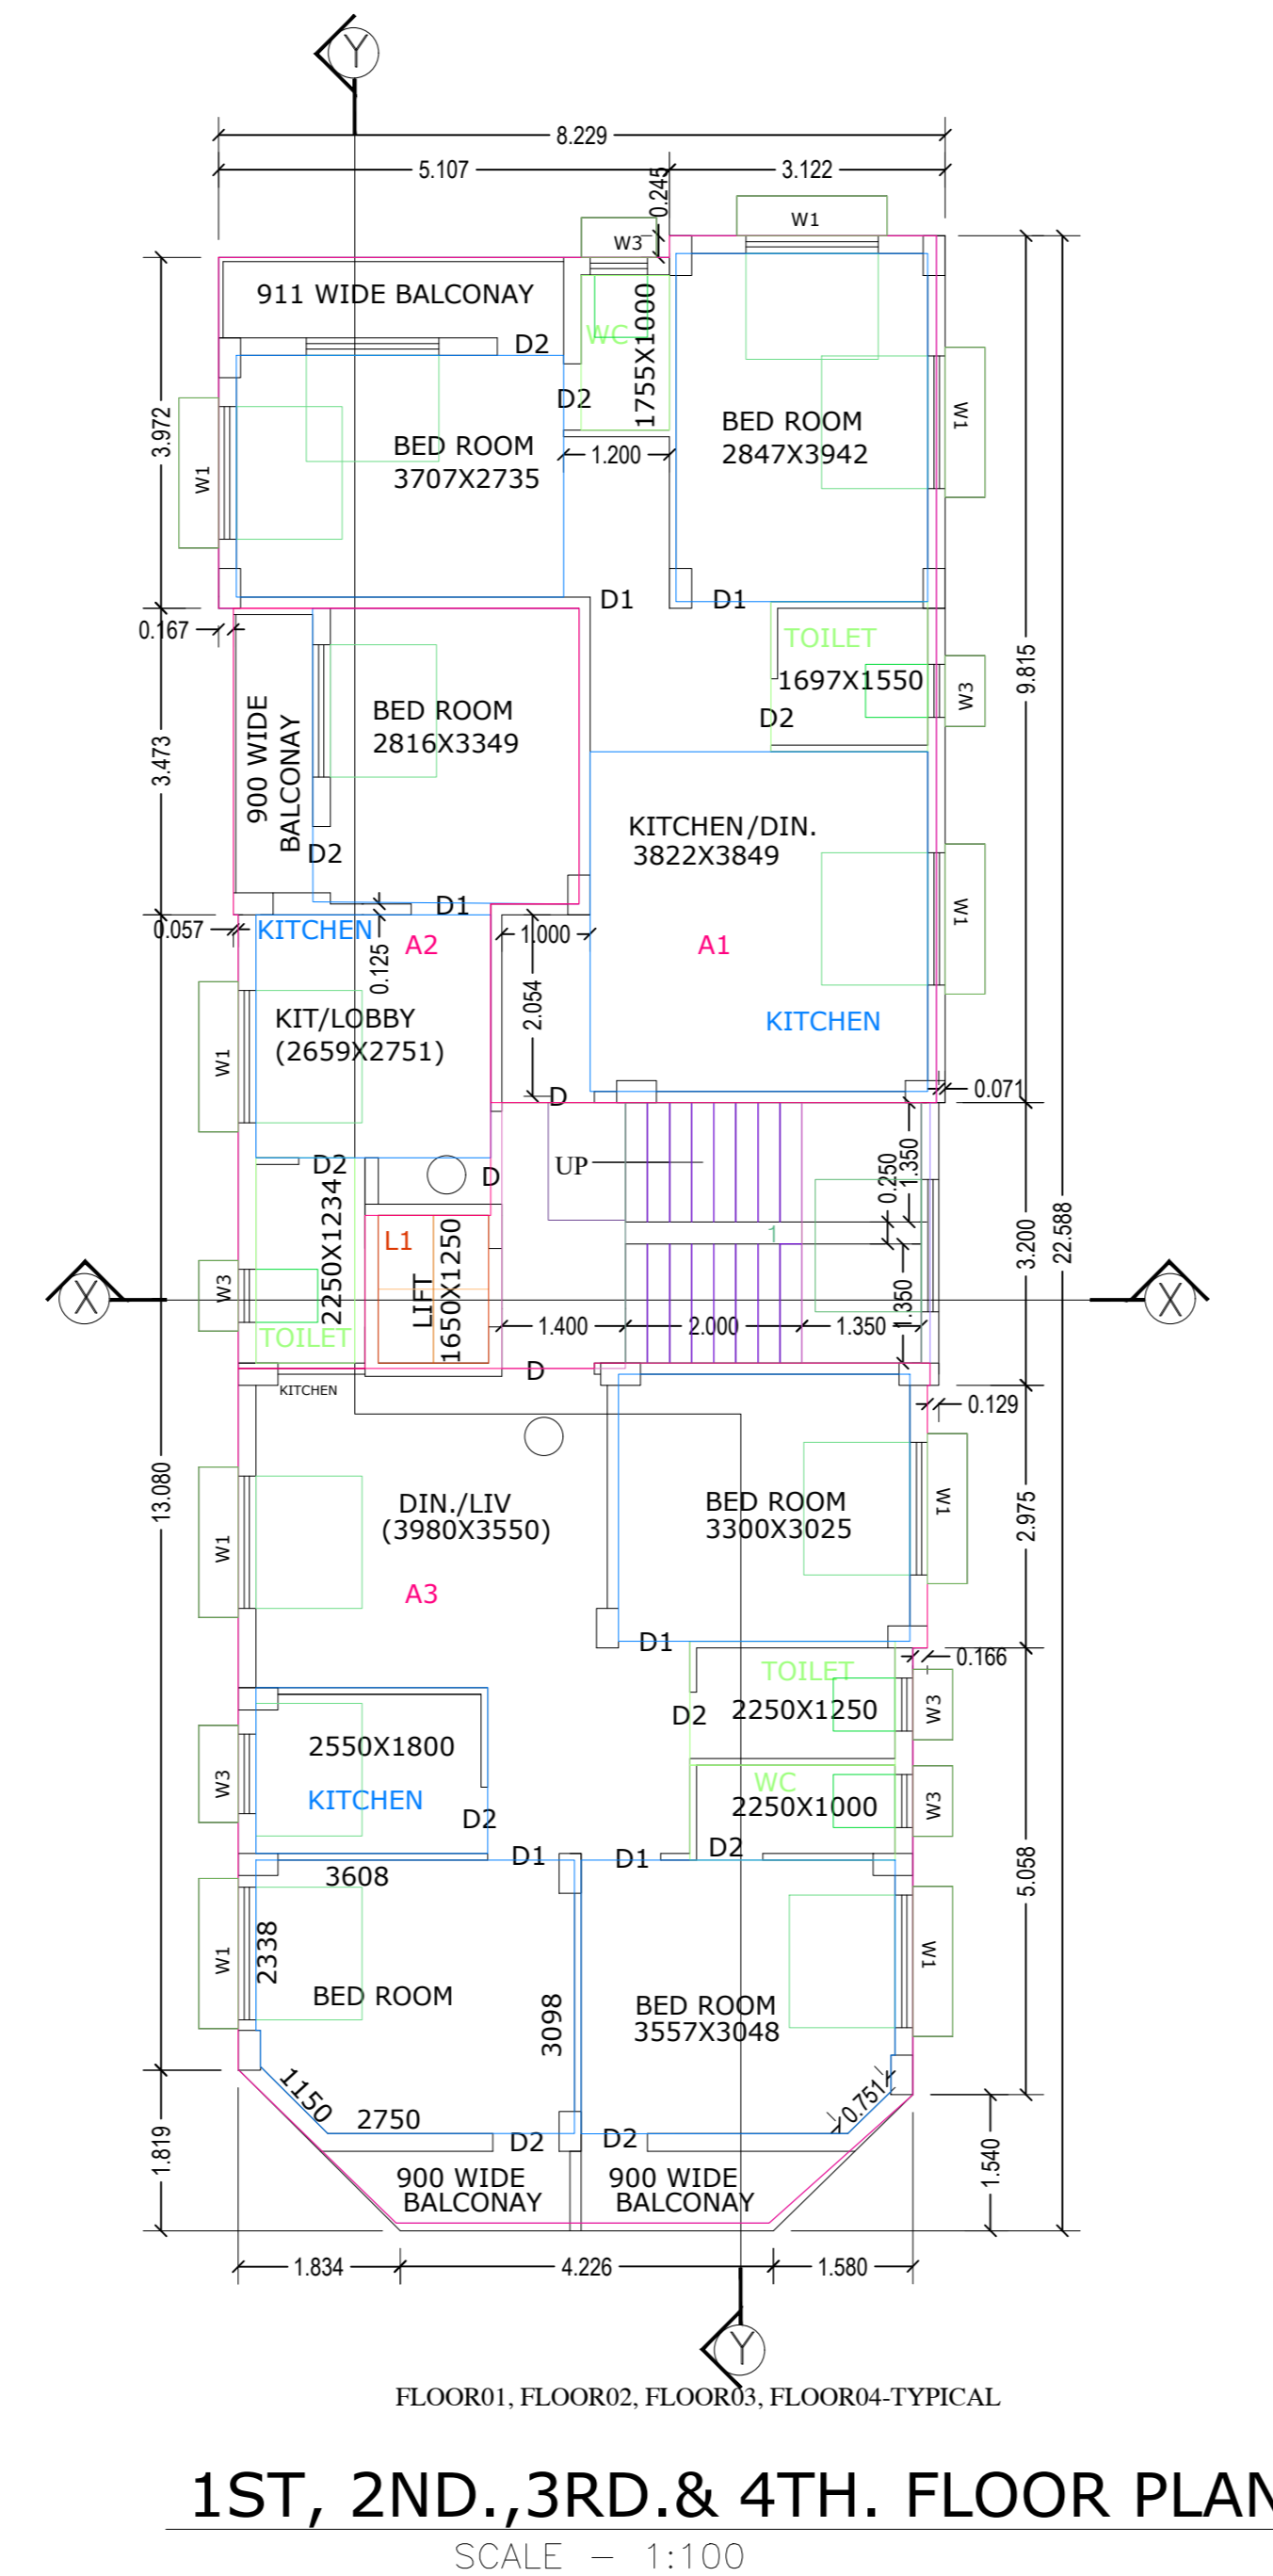 Y
8.229
5.107
3.122
0.245
W1
W3
911 WIDE BALCONAY
D2
WC
1755X1000
D2
BED ROOM
2847X3942
W1
3.972
W1
BED ROOM
3707X2735
1.200
D1
D1
0.167
TOILET
1697X1550
W3
D2
9.815
3.473
900 WIDE
BALCONAY
BED ROOM
2816X3349
D2
D1
KITCHEN/DIN.
3822X3849
W1
0.057
KITCHEN
A2
0.125
1.000
2.054
A1
KITCHEN
KIT/LOBBY
(2659X2751)
W1
D
0.071
D2
D
UP
1
0.250
1.350
3.200
22.588
2250X1234
TOILET
W3
L1
LIFT
1650X1250
X
X
1.400
2.000
1.350
1.350
D
KITCHEN
0.129
13.080
DIN./LIV
(3980X3550)
A3
W1
BED ROOM
3300X3025
W1
2.975
D1
0.166
TOILET
2250X1250
W3
D2
2550X1800
KITCHEN
W3
D2
WC
2250X1000
W3
D2
D1
D1
3608
2338
W1
BED ROOM
3098
BED ROOM
3557X3048
W1
5.058
1150
2750
0.751
D2
D2
900 WIDE
BALCONAY
900 WIDE
BALCONAY
1.819
1.540
1.834
4.226
1.580
Y
FLOOR01, FLOOR02, FLOOR03, FLOOR04-TYPICAL
1ST, 2ND.,3RD.& 4TH. FLOOR PLAN
SCALE - 1:100